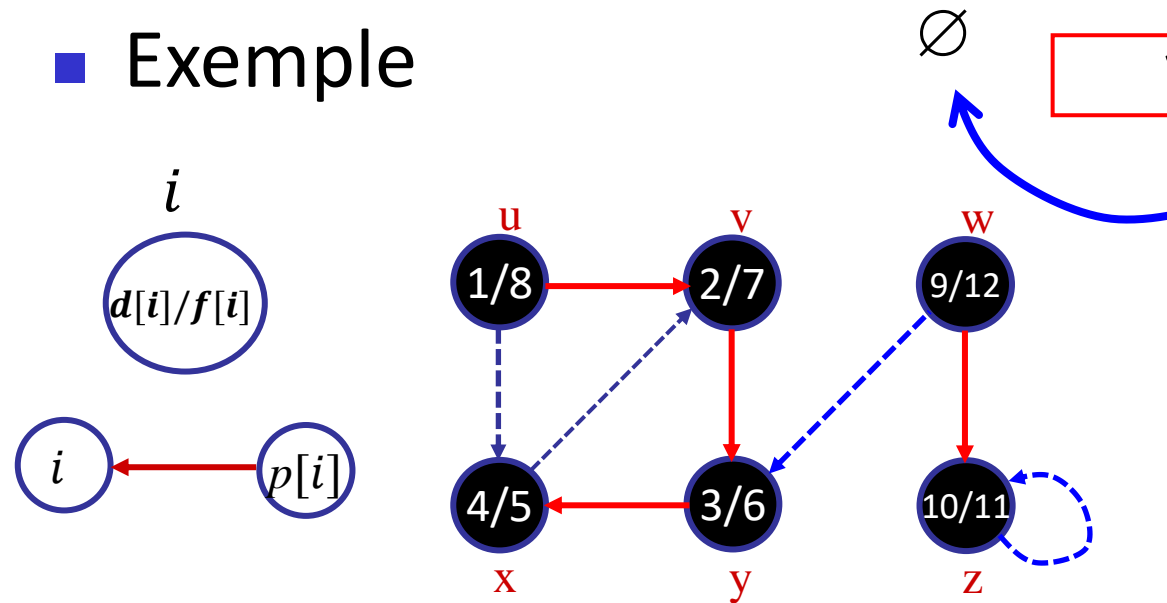 Exemple
∅
i
d[i]/f[i]
i
p[i]
u v w
1/8 2/7 9/12
4/5 3/6 10/11
x y z